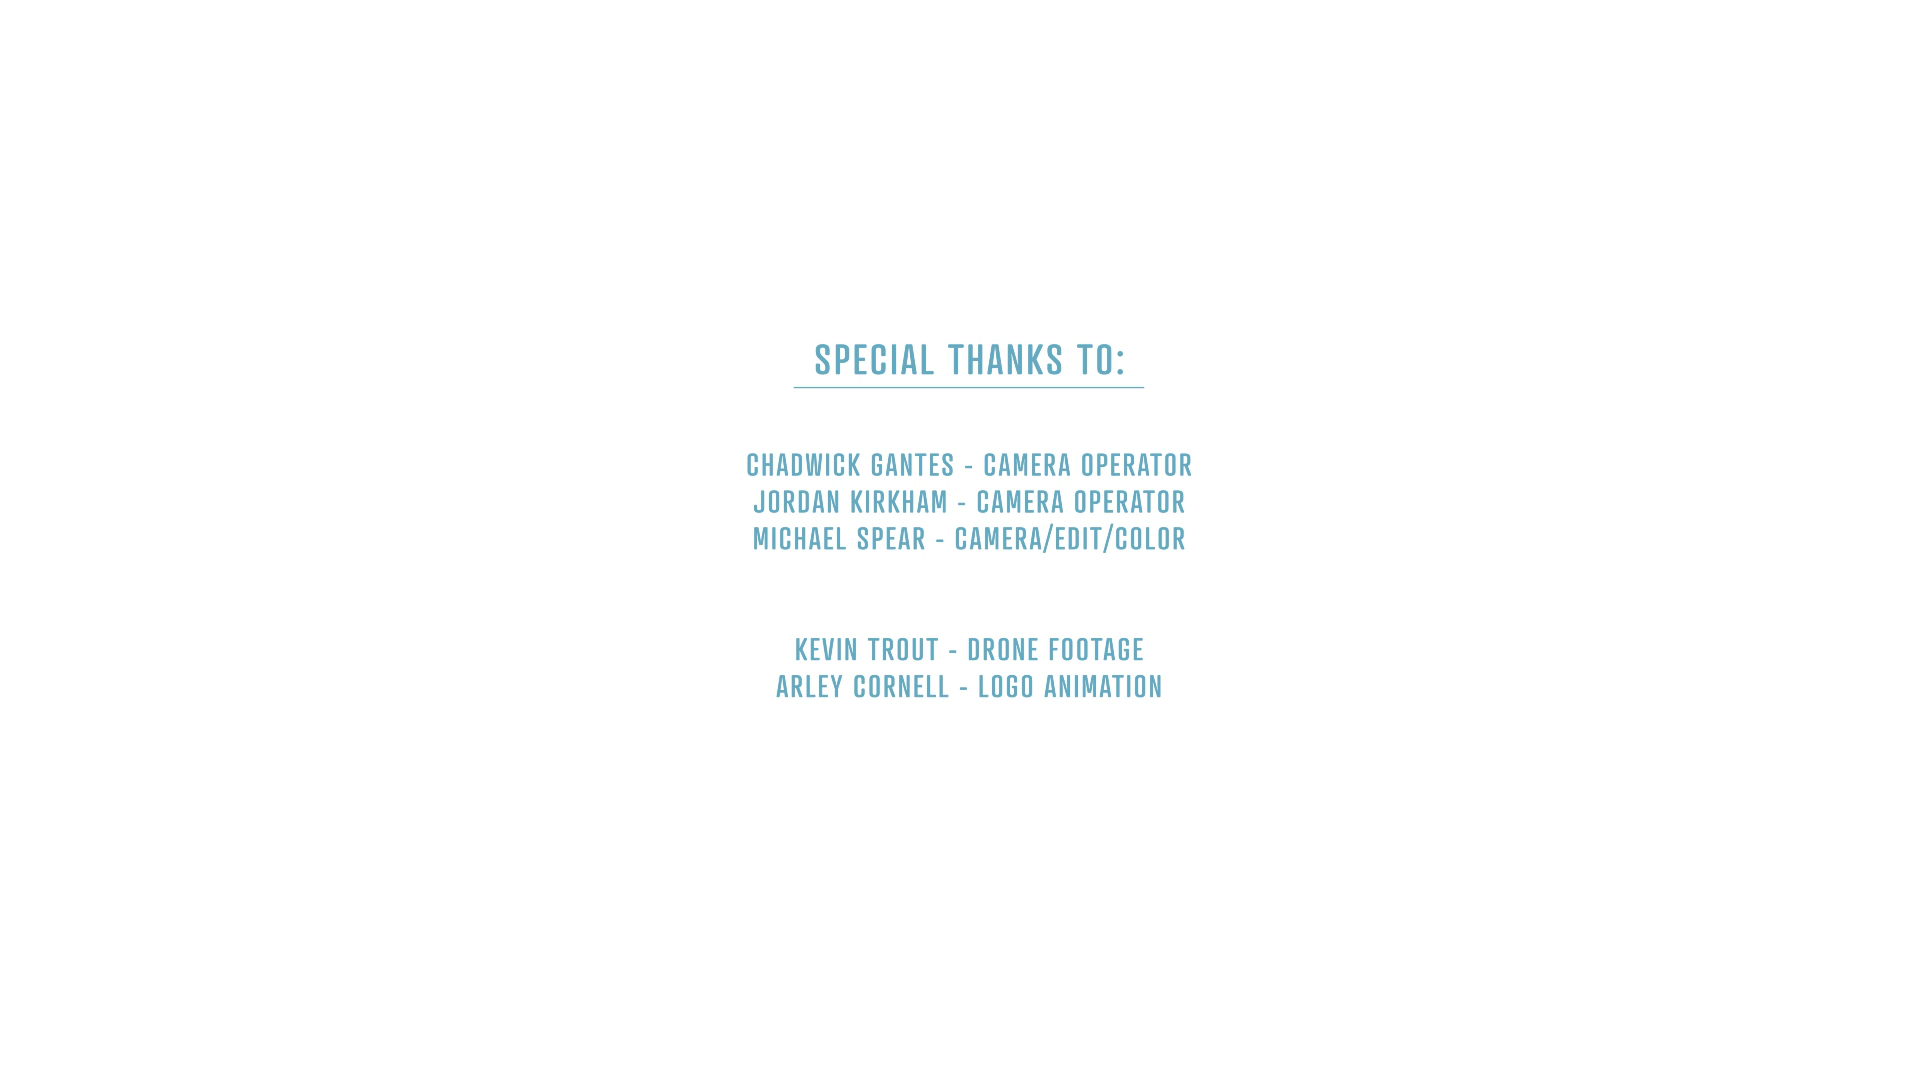 SPECIAL THANKS TO:
CHADWICK GANTES - CAMERA OPERATOR
JORDAN KIRKHAM - CAMERA OPERATOR
MICHAEL SPEAR - CAMERA/EDIT/COLOR
KEVIN TROUT - DRONE FOOTAGE
ARLEY CORNELL - LOGO ANIMATION